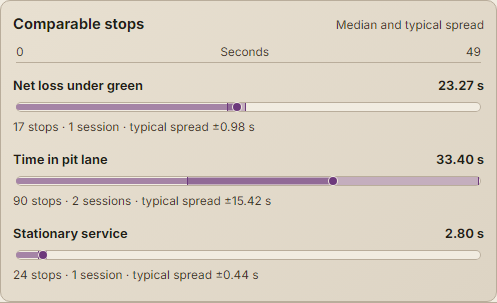 Comparable stops Median and typical spread
0 Seconds 49
Net loss under green 23.27 s
17 stops · 1 session · typical spread ±0.98 s
Time in pit lane 33.40 s
90 stops · 2 sessions · typical spread ±15.42 s
Stationary service 2.80 s
24 stops · 1 session · typical spread ±0.44 s